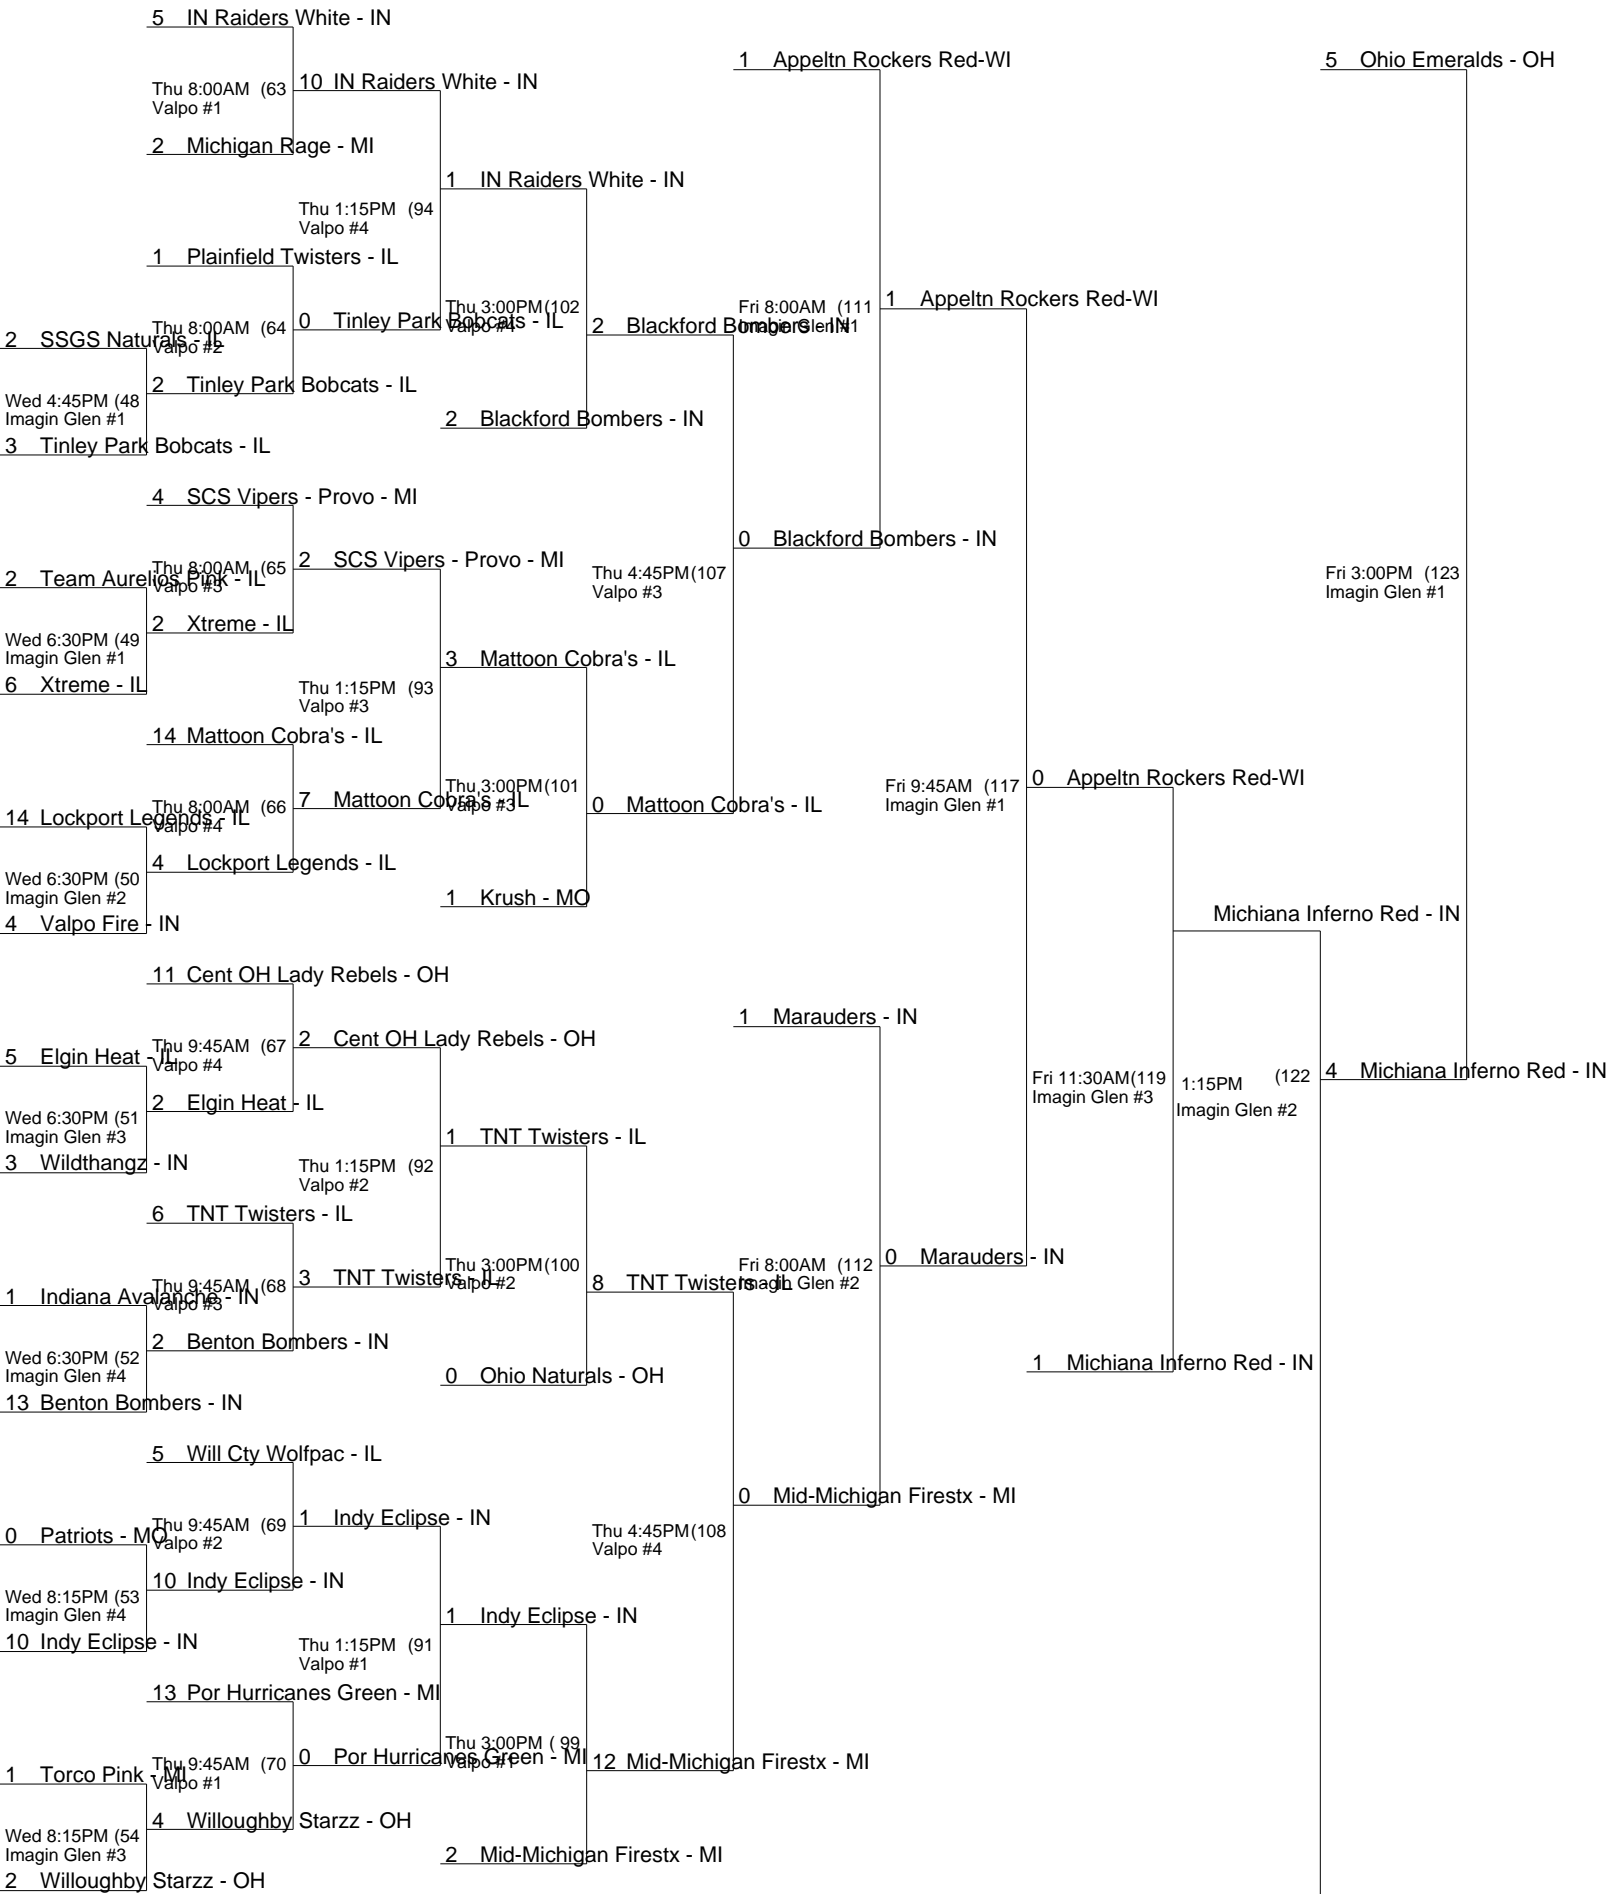 5 IN Raiders White - IN
Thu 8:00AM (63
Valpo #1
2 Michigan Rage - MI
10 IN Raiders White - IN
1 Plainfield Twisters - IL
2 SSGS Naturals - IL
Thu 8:00AM (64
Valpo #2
Wed 4:45PM (48
Imagin Glen #1
2 Tinley Park Bobcats - IL
3 Tinley Park Bobcats - IL
0 Tinley Park Bobcats - IL
Thu 1:15PM (94
Valpo #4
1 IN Raiders White - IN
Thu 3:00PM(102
Valpo #4
2 Blackford Bombers - IN
2 Blackford Bombers - IN
4 SCS Vipers - Provo - MI
2 Team Aurelios Pink - IL
Thu 8:00AM (65
Valpo #3
Wed 6:30PM (49
Imagin Glen #1
2 Xtreme - IL
6 Xtreme - IL
2 SCS Vipers - Provo - MI
Thu 1:15PM (93
Valpo #3
14 Mattoon Cobra's - IL
14 Lockport Legends - IL
Thu 8:00AM (66
Valpo #4
Wed 6:30PM (50
Imagin Glen #2
4 Lockport Legends - IL
4 Valpo Fire - IN
7 Mattoon Cobra's - IL
3 Mattoon Cobra's - IL
Thu 3:00PM(101
Valpo #3
1 Krush - MO
0 Mattoon Cobra's - IL
Thu 4:45PM(107
Valpo #3
0 Blackford Bombers - IN
1 Appeltn Rockers Red-WI
Fri 8:00AM (111
Imagin Glen #1
1 Appeltn Rockers Red-WI
11 Cent OH Lady Rebels - OH
5 Elgin Heat - IL
Thu 9:45AM (67
Valpo #4
Wed 6:30PM (51
Imagin Glen #3
2 Elgin Heat - IL
3 Wildthangz - IN
2 Cent OH Lady Rebels - OH
Thu 1:15PM (92
Valpo #2
6 TNT Twisters - IL
1 Indiana Avalanche - IN
Thu 9:45AM (68
Valpo #3
Wed 6:30PM (52
Imagin Glen #4
2 Benton Bombers - IN
13 Benton Bombers - IN
3 TNT Twisters - IL
1 TNT Twisters - IL
Thu 3:00PM(100
Valpo #2
0 Ohio Naturals - OH
8 TNT Twisters - IL
5 Will Cty Wolfpac - IL
0 Patriots - MO
Thu 9:45AM (69
Valpo #2
Wed 8:15PM (53
Imagin Glen #4
10 Indy Eclipse - IN
10 Indy Eclipse - IN
1 Indy Eclipse - IN
Thu 1:15PM (91
Valpo #1
13 Por Hurricanes Green - MI
1 Torco Pink - MI
Thu 9:45AM (70
Valpo #1
Wed 8:15PM (54
Imagin Glen #3
4 Willoughby Starzz - OH
2 Willoughby Starzz - OH
0 Por Hurricanes Green - MI
1 Indy Eclipse - IN
Thu 3:00PM ( 99
Valpo #1
2 Mid-Michigan Firestx - MI
12 Mid-Michigan Firestx - MI
Thu 4:45PM(108
Valpo #4
0 Mid-Michigan Firestx - MI
1 Marauders - IN
Fri 8:00AM (112
Imagin Glen #2
0 Marauders - IN
Fri 9:45AM (117
Imagin Glen #1
0 Appeltn Rockers Red-WI
Fri 11:30AM(119
Imagin Glen #3
1 Michiana Inferno Red - IN
Michiana Inferno Red - IN
1:15PM (122
Imagin Glen #2
4 Michiana Inferno Red - IN
5 Ohio Emeralds - OH
Fri 3:00PM (123
Imagin Glen #1